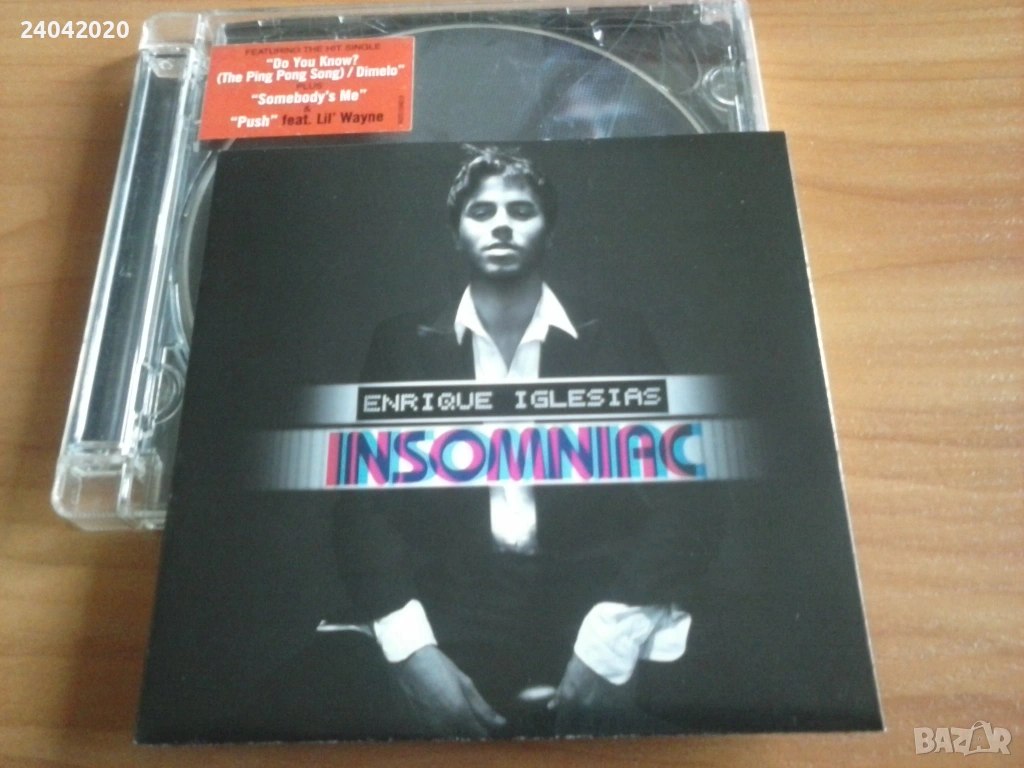 24042020
FEATURING THE HIT SINGLE
"Do You Know?
(The Ping Pong Song) / Dimelo"
PLUS
"Somebody's Me"
&
"Push" feat. Lil' Wayne
ENRIQUE IGLESIAS
INSOMNIAC
BAZAR